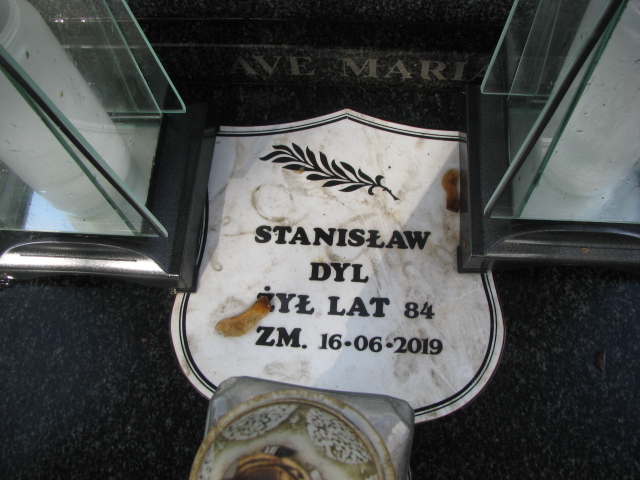 AVE MARIA
STANISŁAW
DYL
ŻYŁ LAT 84
ZM. 16-06-2019